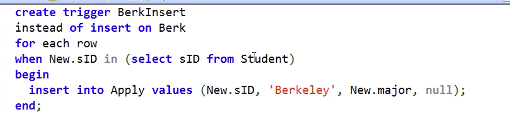 create trigger BerkInsert
instead of insert on Berk
for each row
when New.sID in (select sID from Student)
begin
insert into Apply values (New.sID, 'Berkeley', New.major, null);
end;